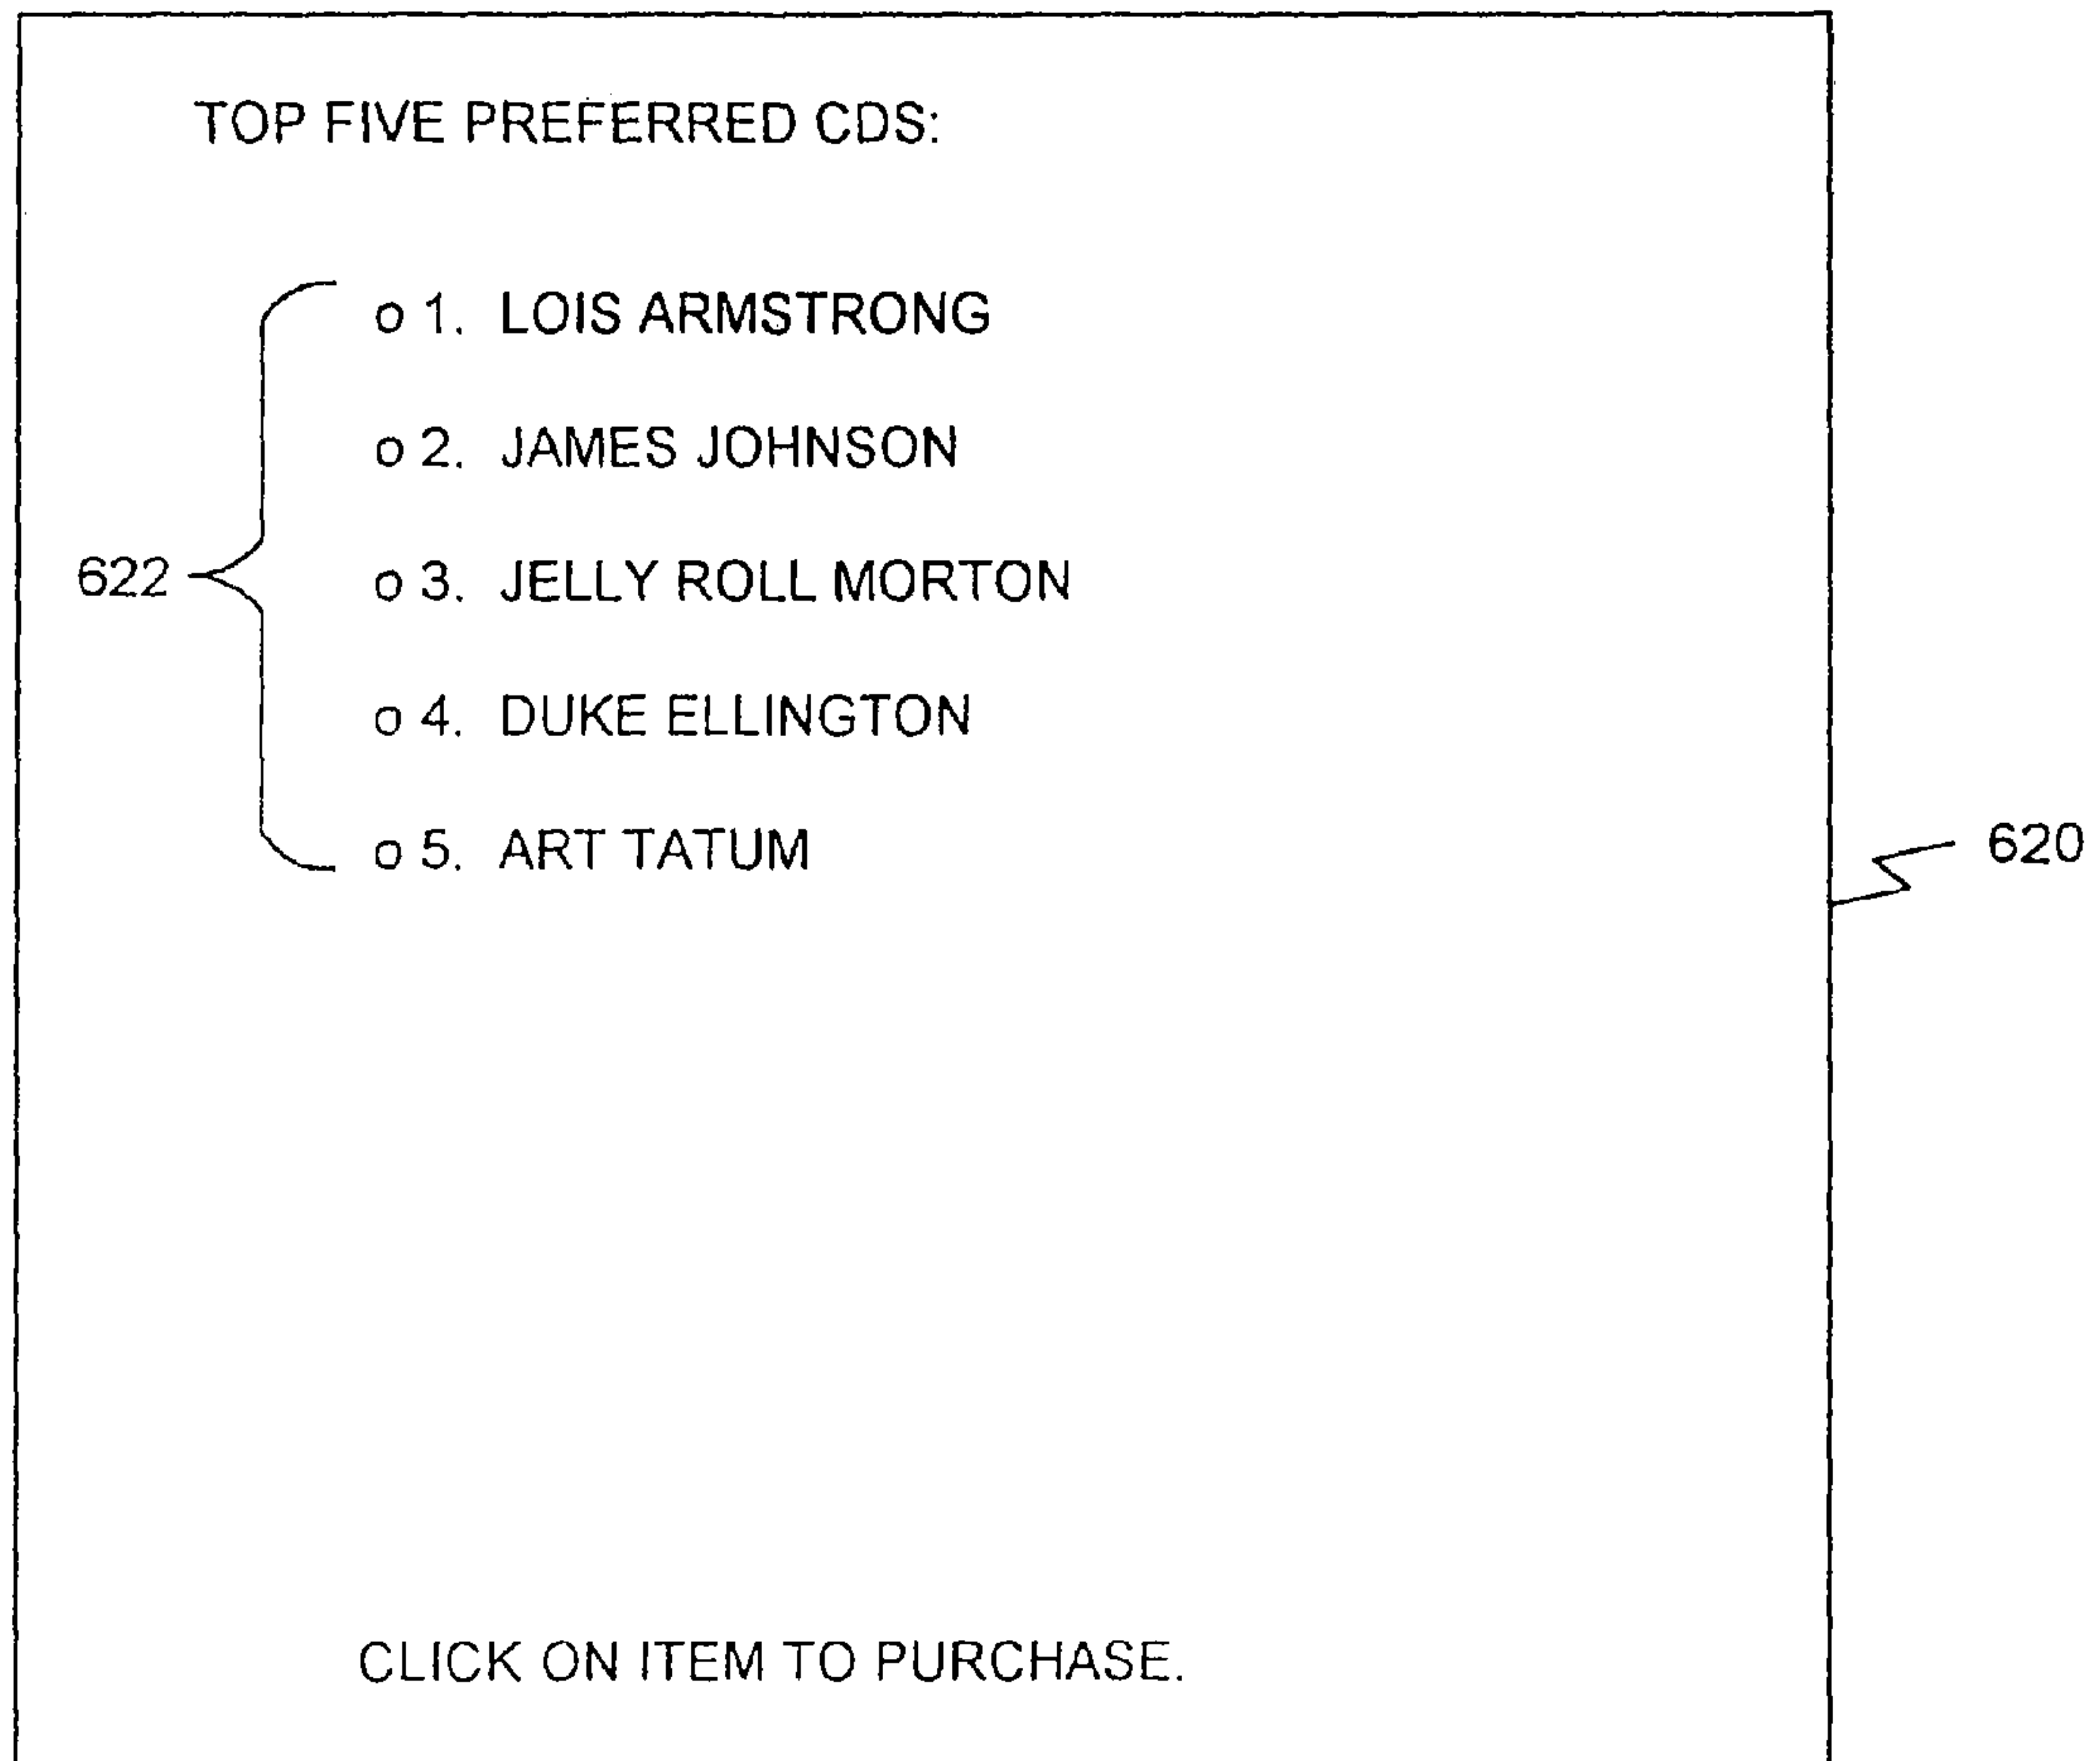 TOP FIVE PREFERRED CDS:
o 1. LOIS ARMSTRONG
o 2. JAMES JOHNSON
622
o 3. JELLY ROLL MORTON
o 4. DUKE ELLINGTON
o 5. ART TATUM
620
CLICK ON ITEM TO PURCHASE.